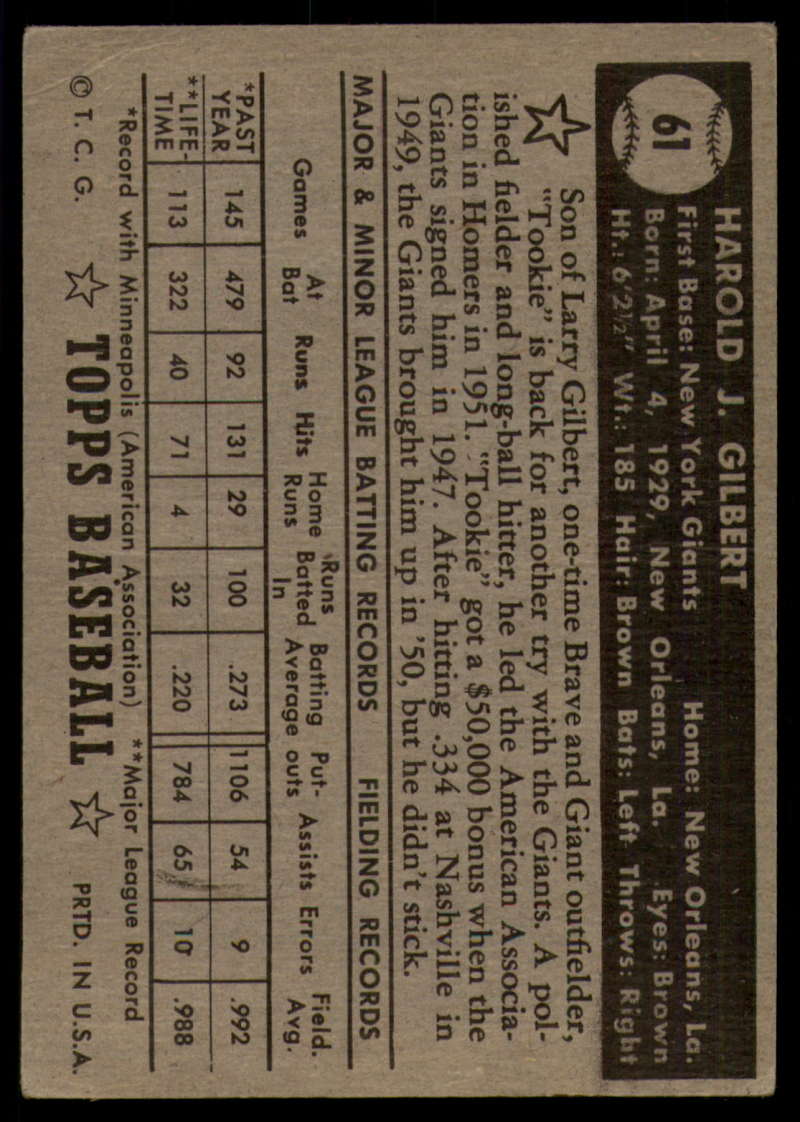 61
HAROLD J. GILBERT
First Base: New York Giants Home: New Orleans, La.
Born: April 4, 1929, New Orleans, La. Eyes: Brown
Ht.: 6'2½" Wt.: 185 Hair: Brown Bats: Left Throws: Right
Son of Larry Gilbert, one-time Brave and Giant outfielder,
"Tookie" is back for another try with the Giants. A pol-
ished fielder and long-ball hitter, he led the American Associa-
tion in Homers in 1951. "Tookie" got a $50,000 bonus when the
Giants signed him in 1947. After hitting .334 at Nashville in
1949, the Giants brought him up in '50, but he didn't stick.
MAJOR & MINOR LEAGUE BATTING RECORDS FIELDING RECORDS
Games At Bat Runs Hits Home Runs Runs Batted In Batting Average Put-outs Assists Errors Field. Avg.
*PAST YEAR 145 479 92 131 29 100 .273 1106 54 9 .992
**LIFE-TIME 113 322 40 71 4 32 .220 784 65 10 .988
*Record with Minneapolis (American Association) **Major League Record
© T. C. G. ☆ TOPPS BASEBALL ☆ PRTD. IN U.S.A.